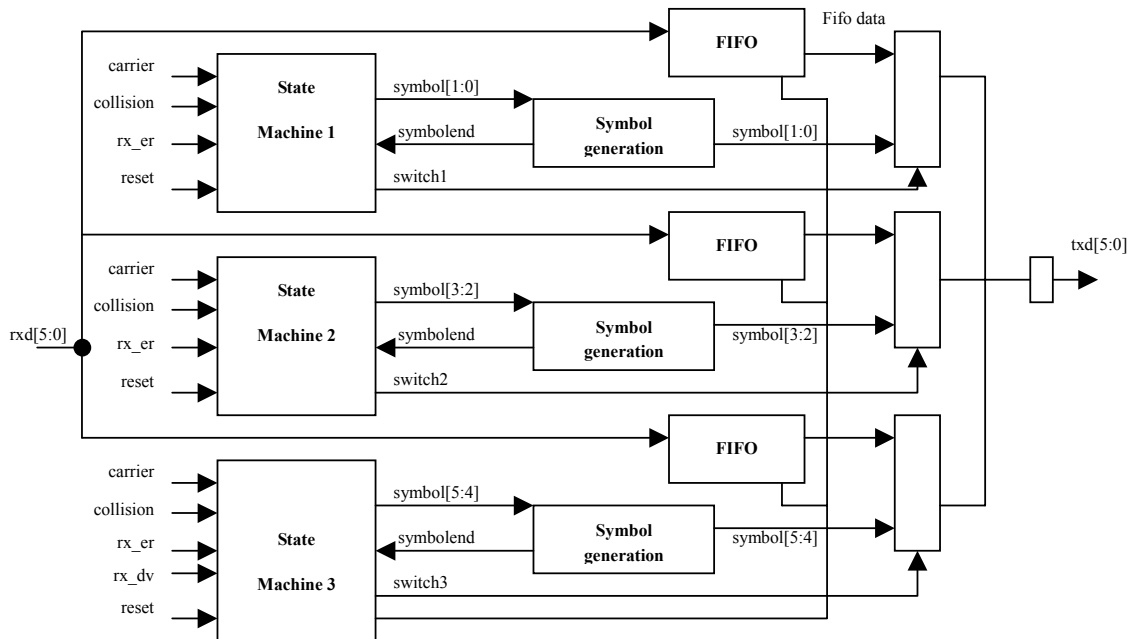 Fifo data
FIFO
carrier
State
Machine 1
symbol[1:0]
collision
Symbol
generation
symbolend
symbol[1:0]
rx_er
reset
switch1
FIFO
carrier
State
Machine 2
symbol[3:2]
collision
Symbol
generation
symbolend
symbol[3:2]
rxd[5:0]
rx_er
reset
switch2
txd[5:0]
FIFO
carrier
State
Machine 3
symbol[5:4]
collision
Symbol
generation
symbolend
symbol[5:4]
rx_er
rx_dv
switch3
reset